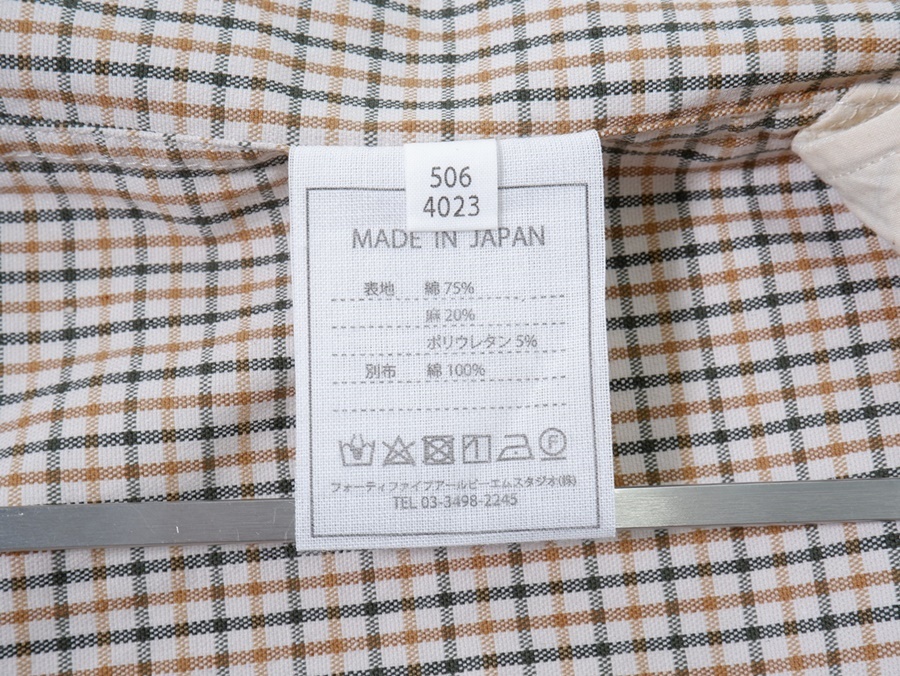 506
4023
MADE IN JAPAN
表地 綿 75%
麻 20%
ポリウレタン 5%
別布 綿 100%
F
フォーティファイブアールピーエムスタジオ(株)
TEL 03-3498-2245